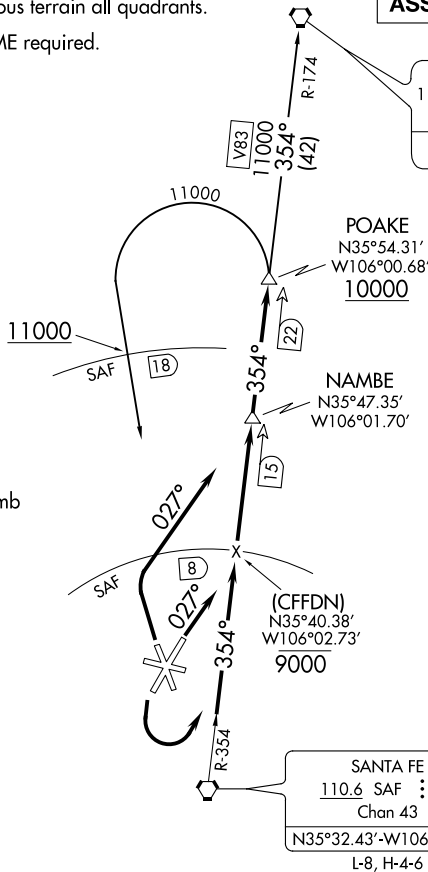 ous terrain all quadrants.
ME required.
ASS
R-174
1
V83
11000
354°
(42)
11000
POAKE
N35°54.31'
W106°00.68'
10000
22
11000
SAF
18
354°
NAMBE
N35°47.35'
W106°01.70'
15
mb
027°
8
SAF
027°
X
(CFFDN)
N35°40.38'
W106°02.73'
9000
354°
R-354
SANTA FE
110.6 SAF
Chan 43
N35°32.43'-W106
L-8, H-4-6